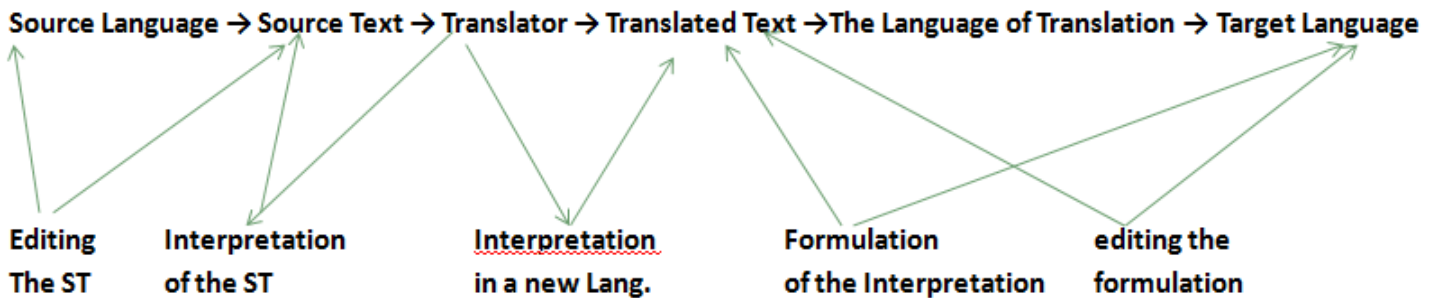 Source Language → Source Text → Translator → Translated Text →The Language of Translation → Target Language
Editing Interpretation Interpretation Formulation editing the
The ST of the ST in a new Lang. of the Interpretation formulation